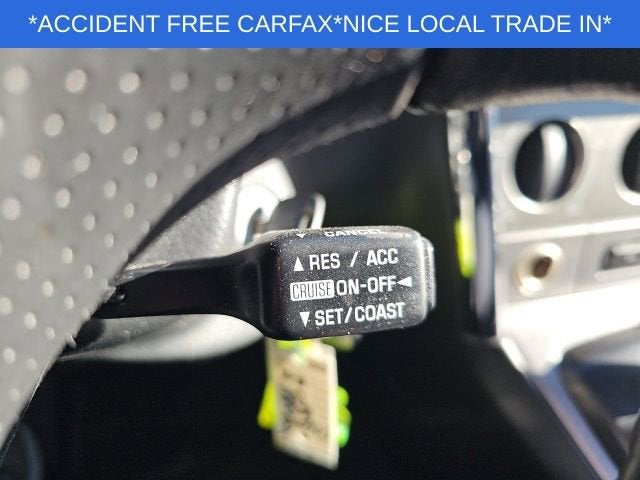 *ACCIDENT FREE CARFAX*NICE LOCAL TRADE IN*
▼ CANCEL
▲ RES / ACC
CRUISE ON-OFF ◄
▼ SET/COAST